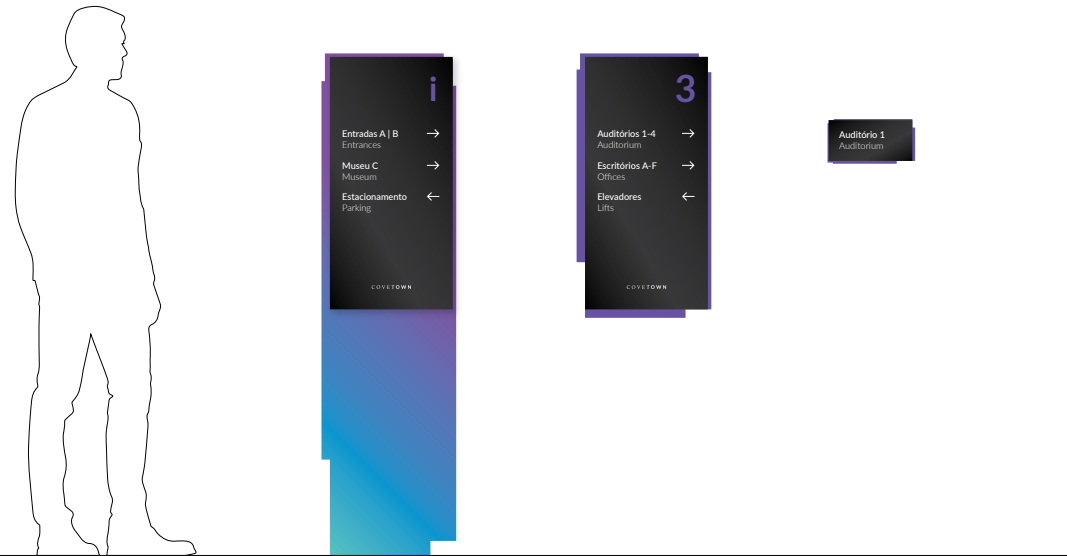 i
Entradas A | B
Entrances
Museu C
Museum
Estacionamento
Parking
COVETOWN
3
Auditórios 1-4
Auditorium
Escritórios A-F
Offices
Elevadores
Lifts
COVETOWN
Auditório 1
Auditorium